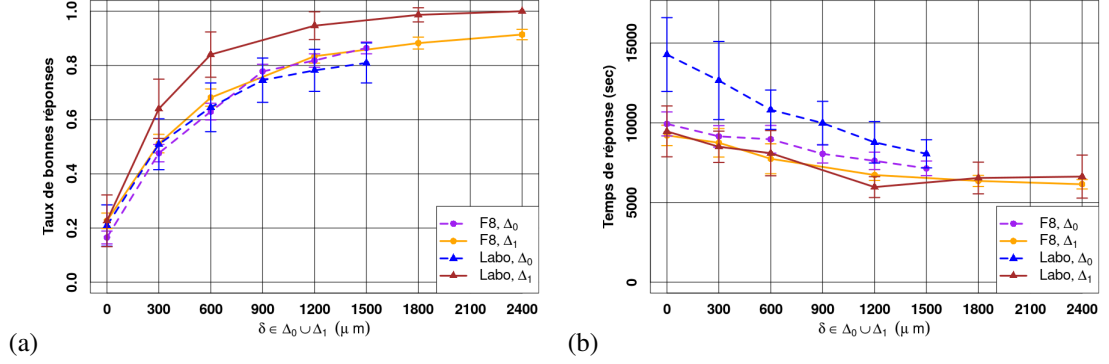 Taux de bonnes réponses
1.0
0.8
0.6
0.4
0.2
0.0
F8, Δ₀
F8, Δ₁
Labo, Δ₀
Labo, Δ₁
0 300 600 900 1200 1500 1800 2100 2400
δ ∈ Δ₀ ∪ Δ₁ (μ m)
(a)
Temps de réponse (sec)
15000
10000
5000
0
F8, Δ₀
F8, Δ₁
Labo, Δ₀
Labo, Δ₁
0 300 600 900 1200 1500 1800 2100 2400
δ ∈ Δ₀ ∪ Δ₁ (μ m)
(b)